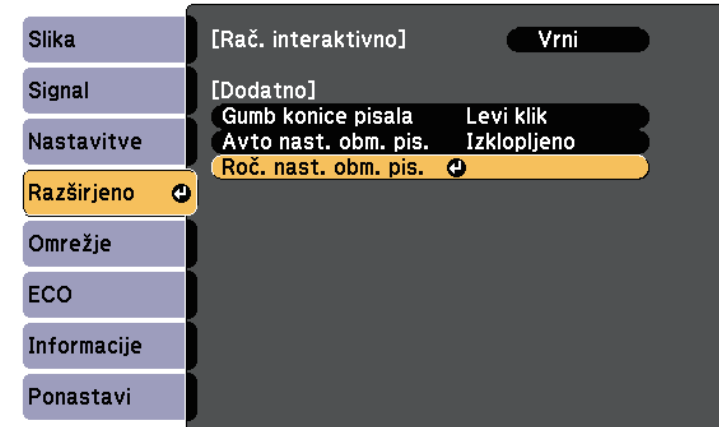 Slika
Signal
Nastavitve
Razširjeno
Omrežje
ECO
Informacije
Ponastavi
[Rač. interaktivno] Vrni
[Dodatno]
Gumb konice pisala Levi klik
Avto nast. obm. pis. Izklopljeno
Roč. nast. obm. pis.